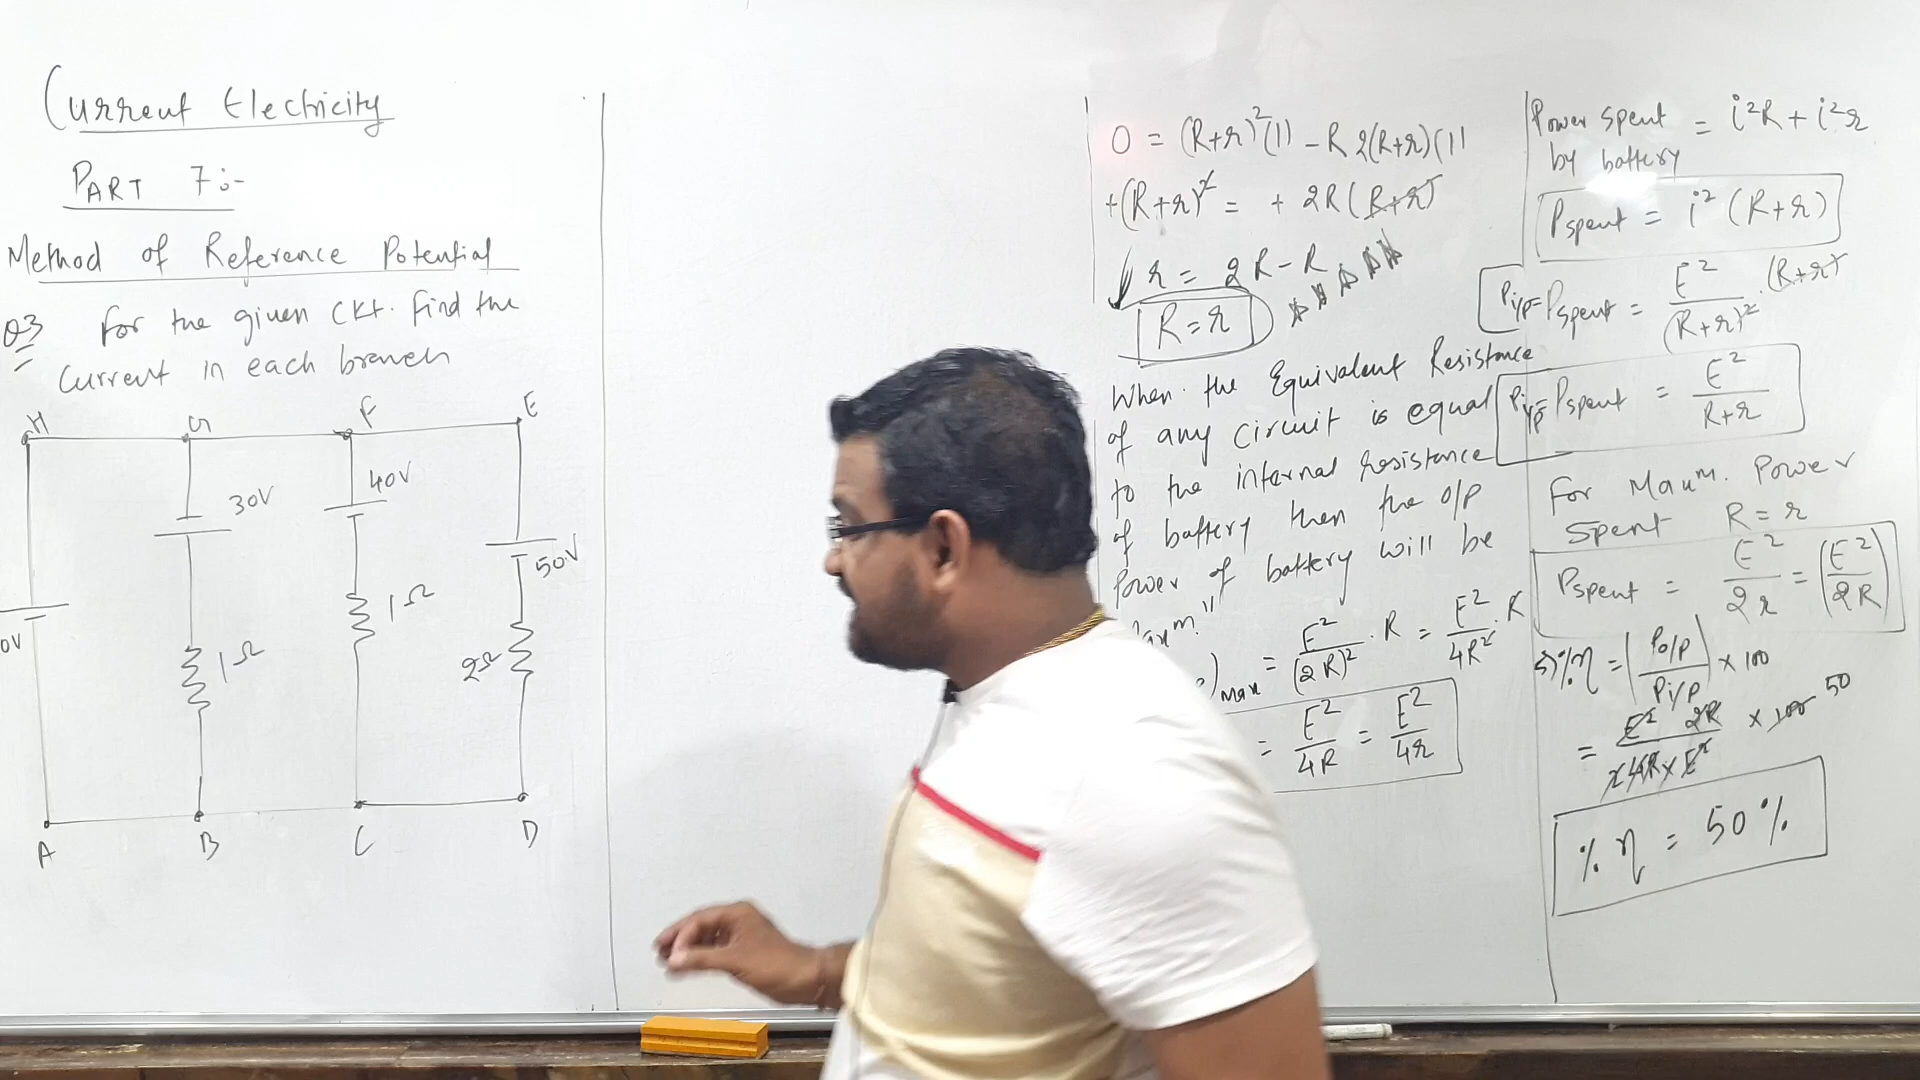 Current Electricity
PART 7:-
Method of Reference Potential
Q3 For the given CKt. Find the
Current in each branch
H G F E
30V
40V
50V
0V
1Ω
1Ω
2Ω
A B C D
0 = (R+r)²(1) - R 2(R+r)(1)
+(R+r)² = + 2R(R+r)
r = 2R - R
R = r
When the Equivalent Resistance
of any circuit is equal
to the internal resistance
of battery then the O/P
Power of battery will be
max^m."
)max = E²/(2R)² . R = E²/4R² . R
= E²/4R = E²/4r
Power spent by battery = i²R + i²r
Pspent = i²(R+r)
Pi/p = Pspent = E²/(R+r)² . (R+r)
Pi/p = Pspent = E²/R+r
For Maxm. Power
Spent R = r
Pspent = E²/2r = (E²/2R)
5) %η = (Po/p / Pi/p) × 100
= E² 2R / 4R × E² × 100 50
% η = 50 %